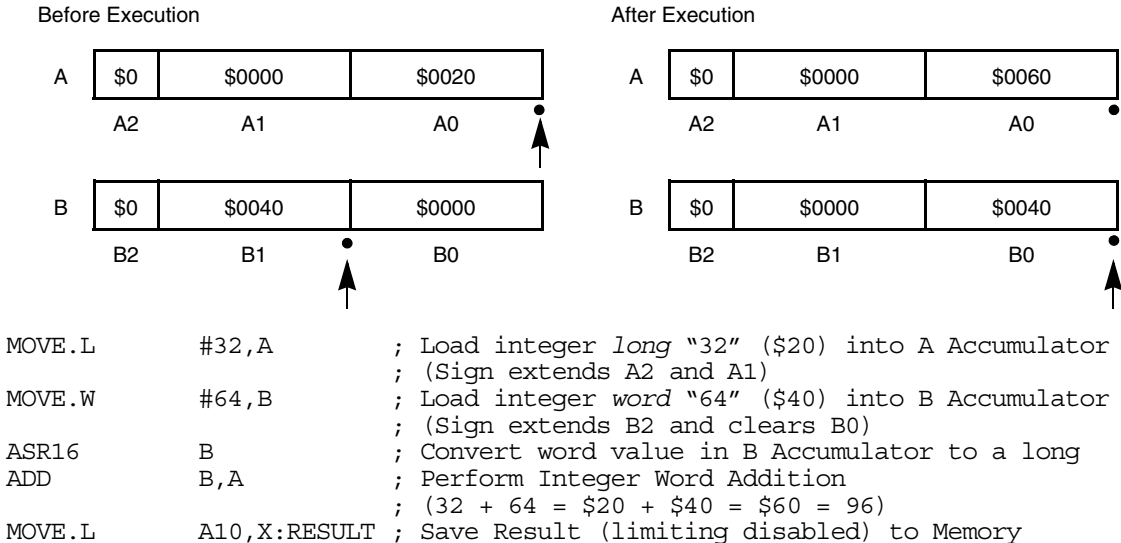 Before Execution After Execution
A $0 $0000 $0020 A $0 $0000 $0060
A2 A1 A0 A2 A1 A0
B $0 $0040 $0000 B $0 $0000 $0040
B2 B1 B0 B2 B1 B0
MOVE.L #32,A ; Load integer long “32” ($20) into A Accumulator
; (Sign extends A2 and A1)
MOVE.W #64,B ; Load integer word “64” ($40) into B Accumulator
; (Sign extends B2 and clears B0)
ASR16 B ; Convert word value in B Accumulator to a long
ADD B,A ; Perform Integer Word Addition
; (32 + 64 = $20 + $40 = $60 = 96)
MOVE.L A10,X:RESULT ; Save Result (limiting disabled) to Memory